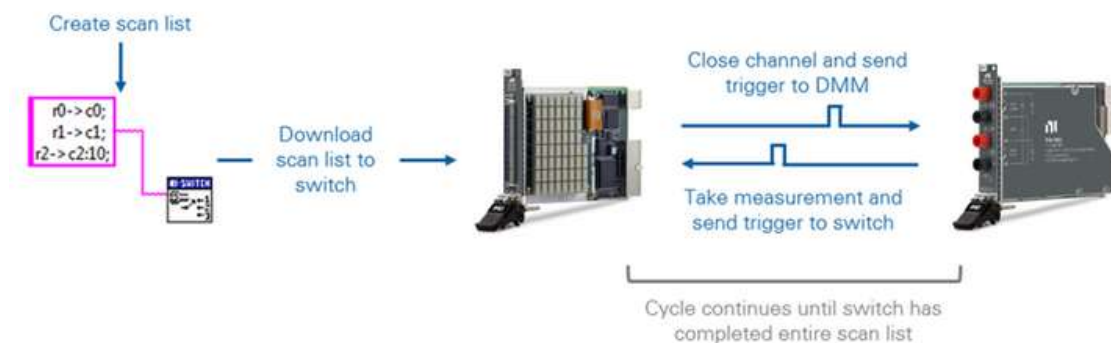 Create scan list
r0-> c0;
r1-> c1;
r2-> c2:10;
NI-SWITCH
Download
scan list to
switch
Close channel and send
trigger to DMM
Take measurement and
send trigger to switch
Cycle continues until switch has
completed entire scan list